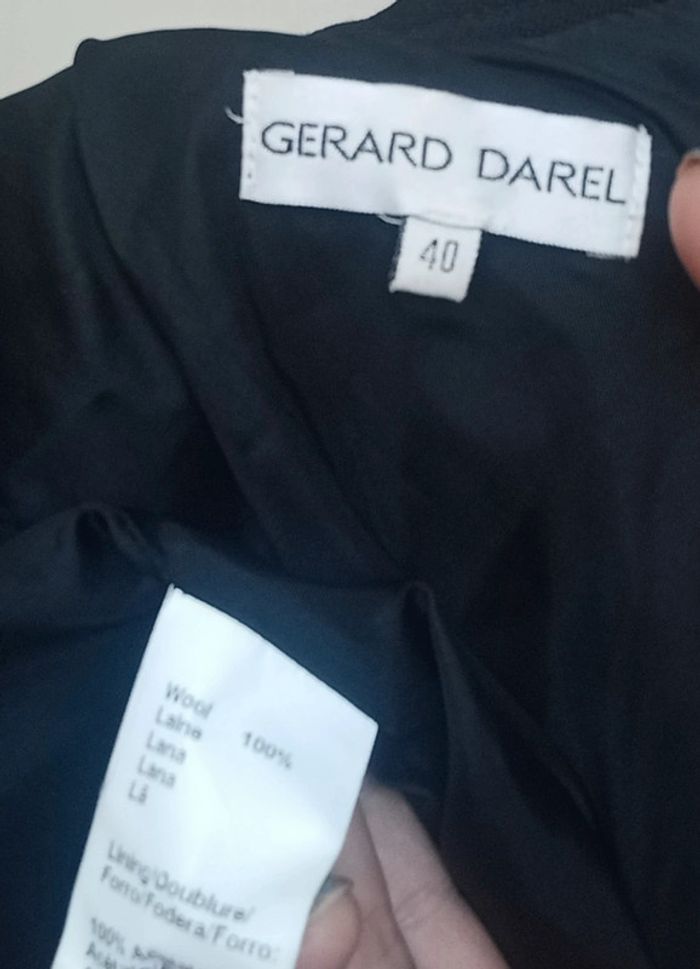 GERARD DAREL
40
Wool
Laine 100%
Lana
Lana
Lã
Lining/Doublure/
Forro/Fodera/Forro:
100%